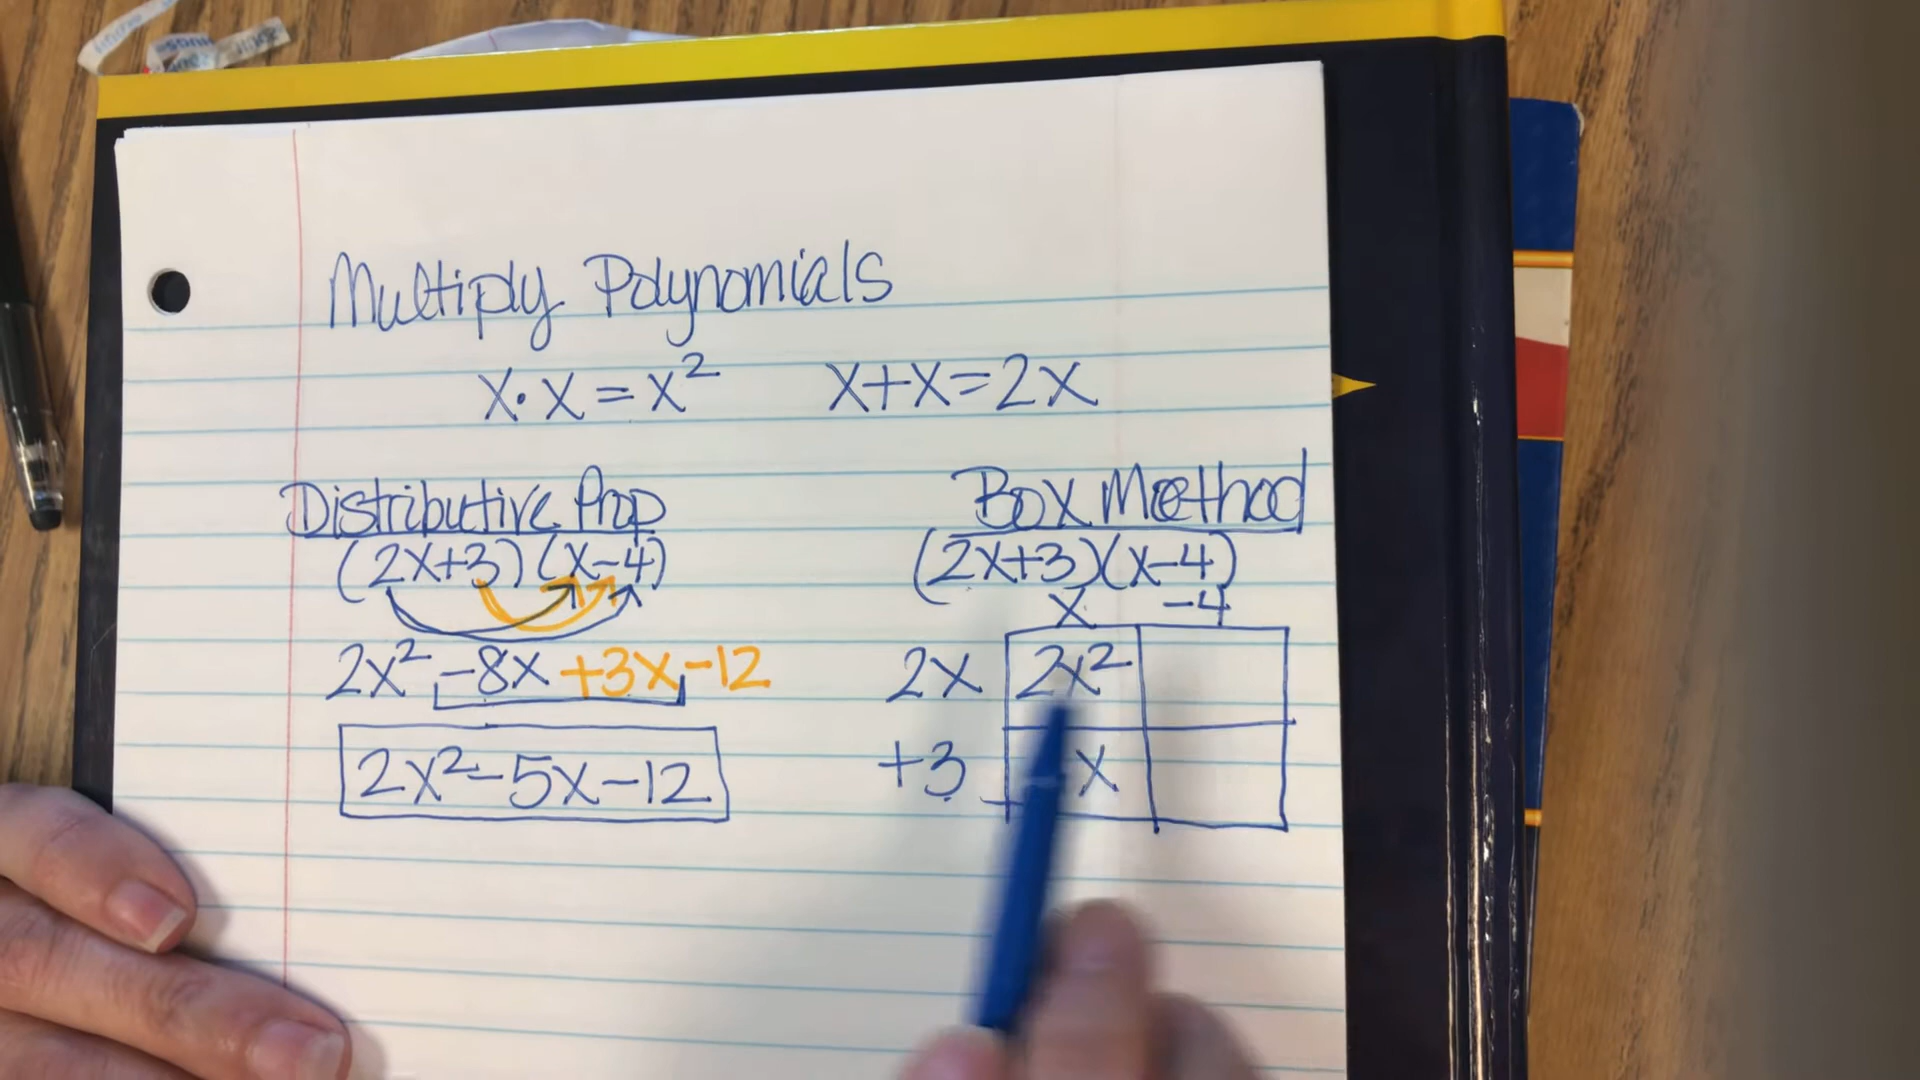 Multiply Polynomials
x·x=x² x+x=2x
Distributive Prop
(2x+3)(x-4)
2x²-8x+3x-12
2x²-5x-12
Box Method
(2x+3)(x-4)
x -4
2x 2x²
+3 x